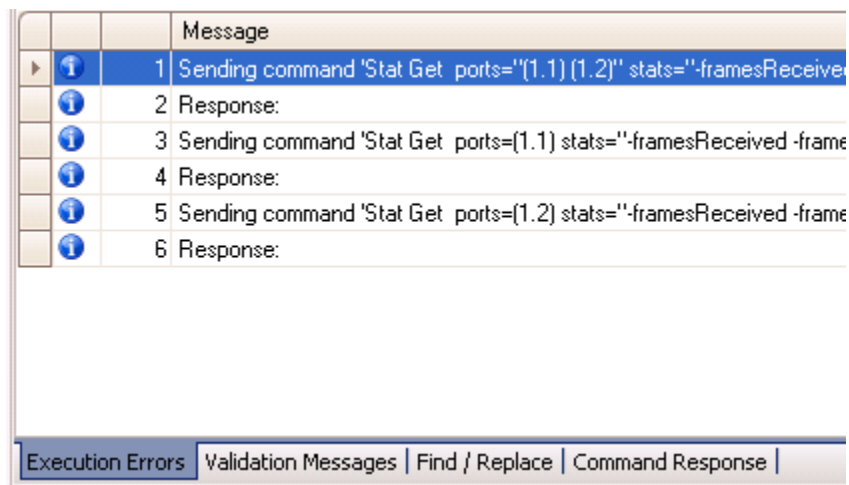 Message
1 Sending command 'Stat Get ports="(1.1) (1.2)" stats="-framesReceived
2 Response:
3 Sending command 'Stat Get ports=(1.1) stats="-framesReceived -frame
4 Response:
5 Sending command 'Stat Get ports=(1.2) stats="-framesReceived -frame
6 Response:
Execution Errors Validation Messages | Find / Replace | Command Response |